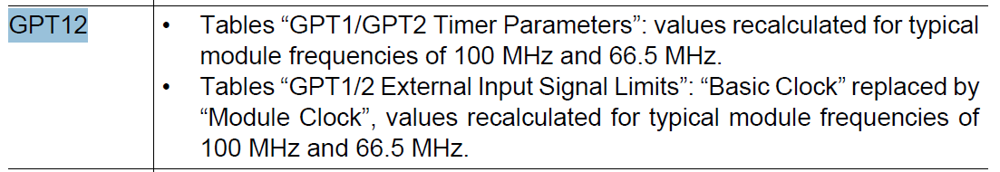 GPT12
• Tables “GPT1/GPT2 Timer Parameters”: values recalculated for typical
module frequencies of 100 MHz and 66.5 MHz.
• Tables “GPT1/2 External Input Signal Limits”: “Basic Clock” replaced by
“Module Clock”, values recalculated for typical module frequencies of
100 MHz and 66.5 MHz.